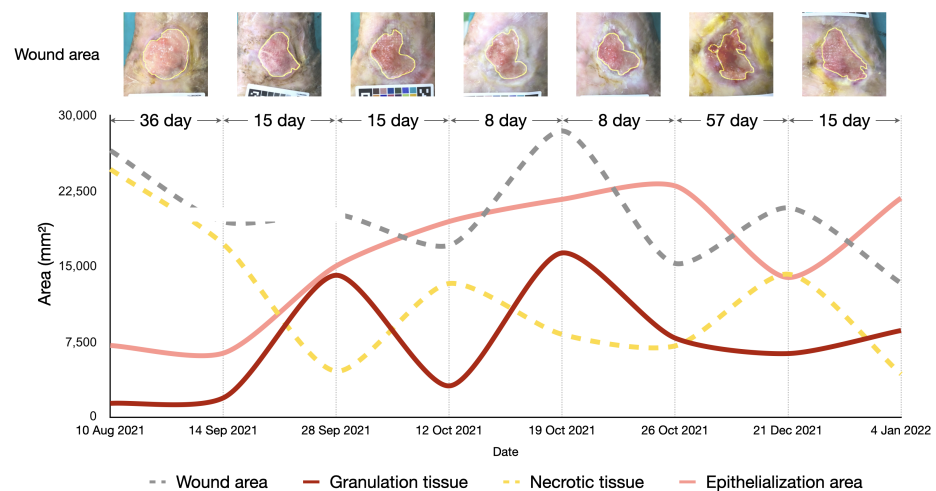 Wound area
30,000
36 day
15 day
15 day
8 day
8 day
57 day
15 day
22,500
15,000
7,500
0
Area (mm²)
10 Aug 2021
14 Sep 2021
28 Sep 2021
12 Oct 2021
19 Oct 2021
26 Oct 2021
21 Dec 2021
4 Jan 2022
Date
Wound area
Granulation tissue
Necrotic tissue
Epithelialization area